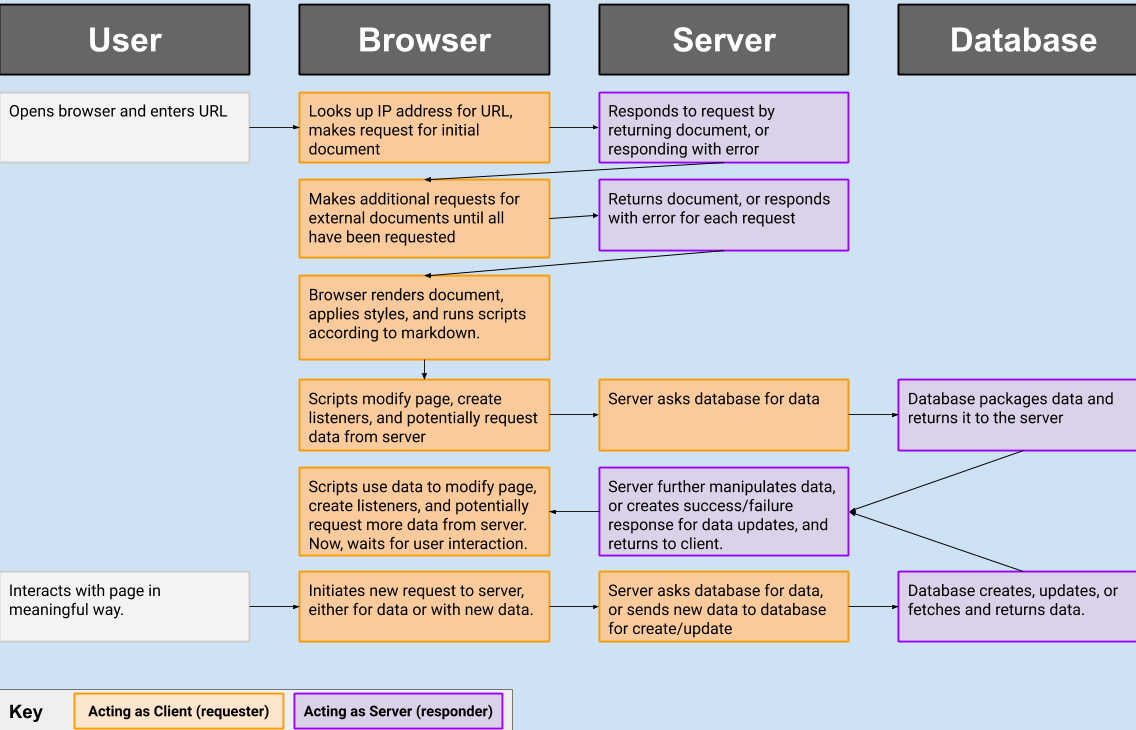 User
Browser
Server
Database
Opens browser and enters URL
Looks up IP address for URL,
makes request for initial
document
Responds to request by
returning document, or
responding with error
Makes additional requests for
external documents until all
have been requested
Returns document, or responds
with error for each request
Browser renders document,
applies styles, and runs scripts
according to markdown.
Scripts modify page, create
listeners, and potentially request
data from server
Server asks database for data
Database packages data and
returns it to the server
Scripts use data to modify page,
create listeners, and potentially
request more data from server.
Now, waits for user interaction.
Server further manipulates data,
or creates success/failure
response for data updates, and
returns to client.
Interacts with page in
meaningful way.
Initiates new request to server,
either for data or with new data.
Server asks database for data,
or sends new data to database
for create/update
Database creates, updates, or
fetches and returns data.
Key
Acting as Client (requester)
Acting as Server (responder)